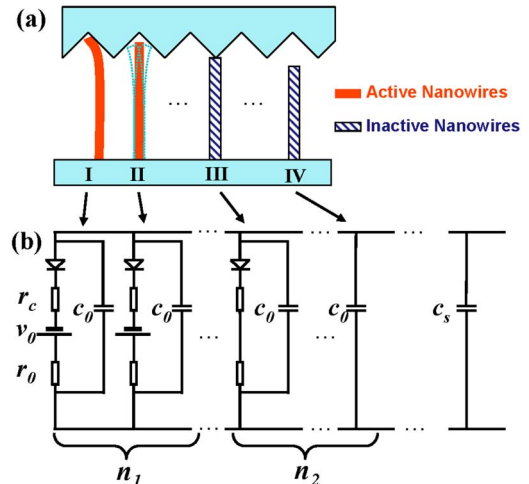 (a)
...
...
Active Nanowires
Inactive Nanowires
I II III IV
(b)
... ... ...
r_c c_0 c_0 c_0 c_0 c_s
v_0
... ...
r_0
... ... ...
n_1 n_2